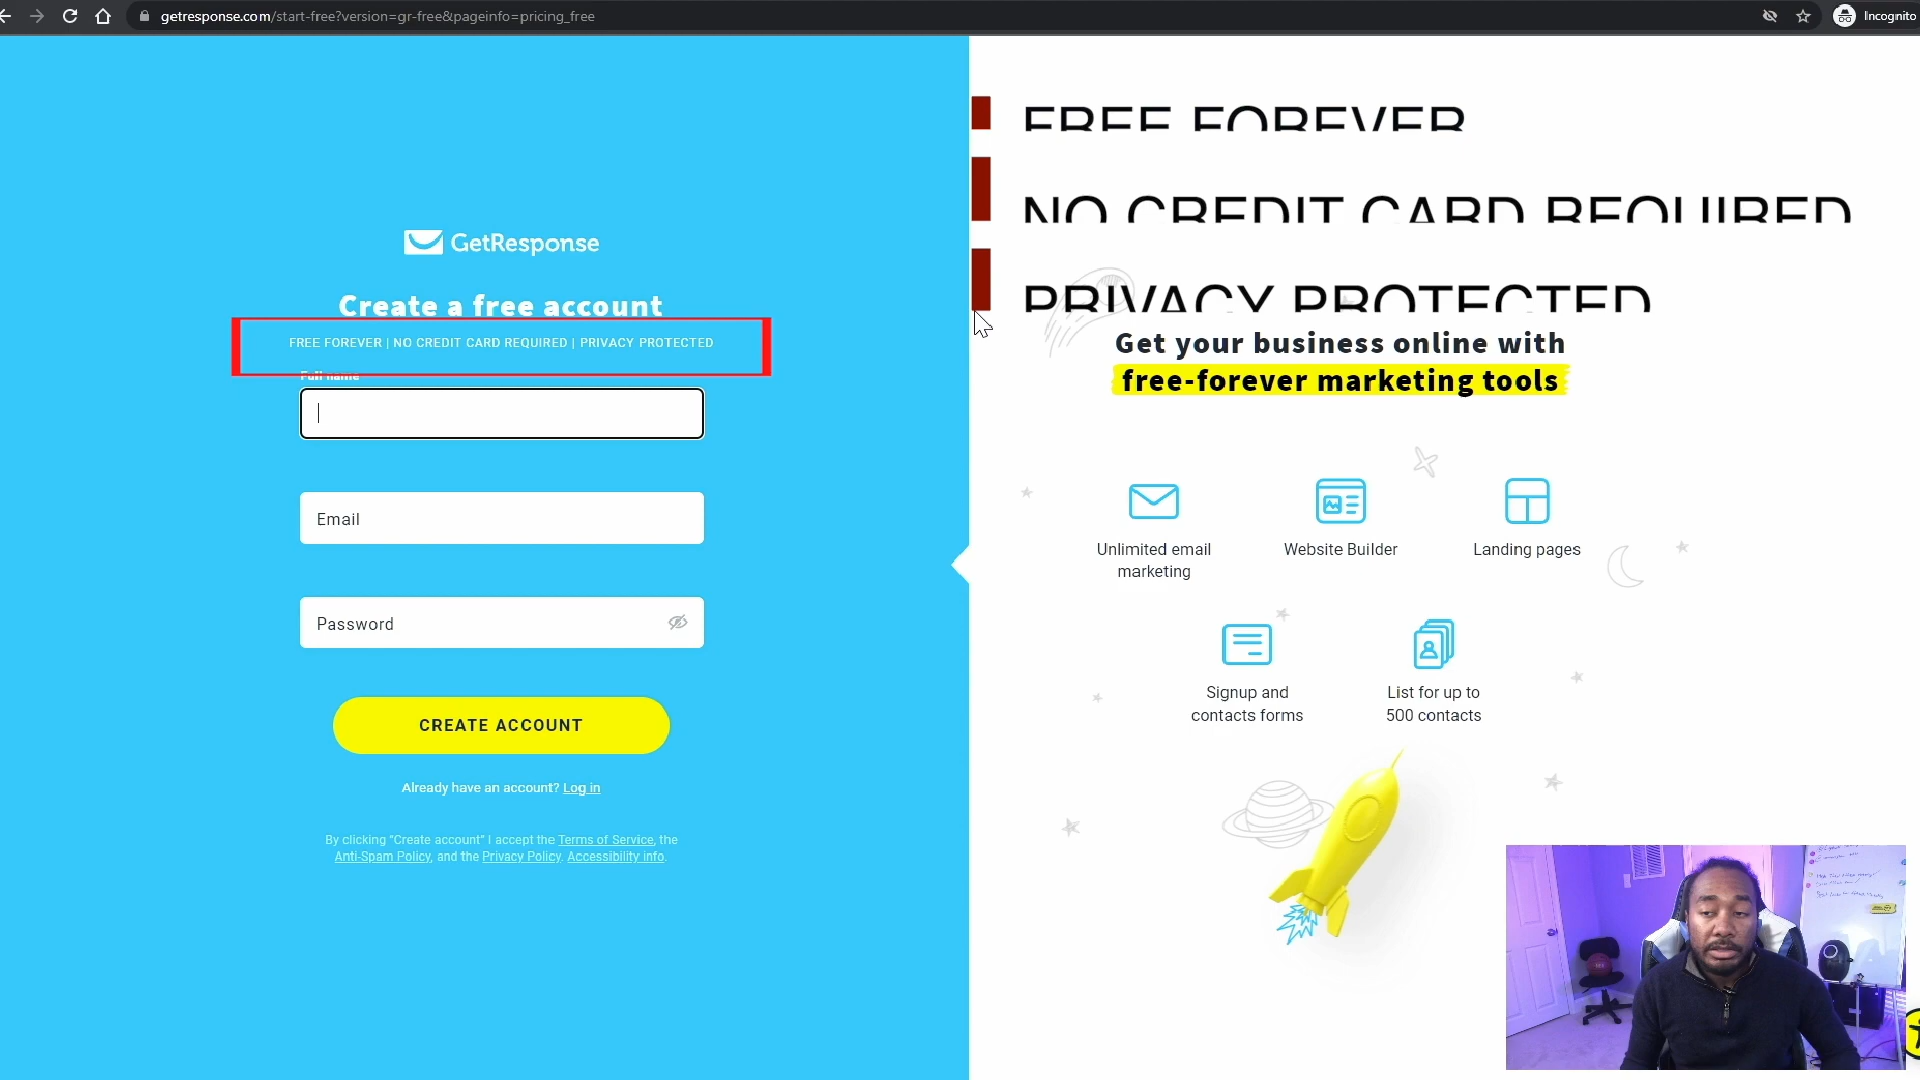 getresponse.com/start-free?version=gr-free&pageinfo=pricing_free
Incognito
GetResponse
Create a free account
FREE FOREVER | NO CREDIT CARD REQUIRED | PRIVACY PROTECTED
Full name
Email
Password
CREATE ACCOUNT
Already have an account? Log in
By clicking "Create account" I accept the Terms of Service, the
Anti-Spam Policy, and the Privacy Policy. Accessibility info.
FREE FOREVER
NO CREDIT CARD REQUIRED
PRIVACY PROTECTED
Get your business online with
free-forever marketing tools
Unlimited email
marketing
Website Builder
Landing pages
Signup and
contacts forms
List for up to
500 contacts